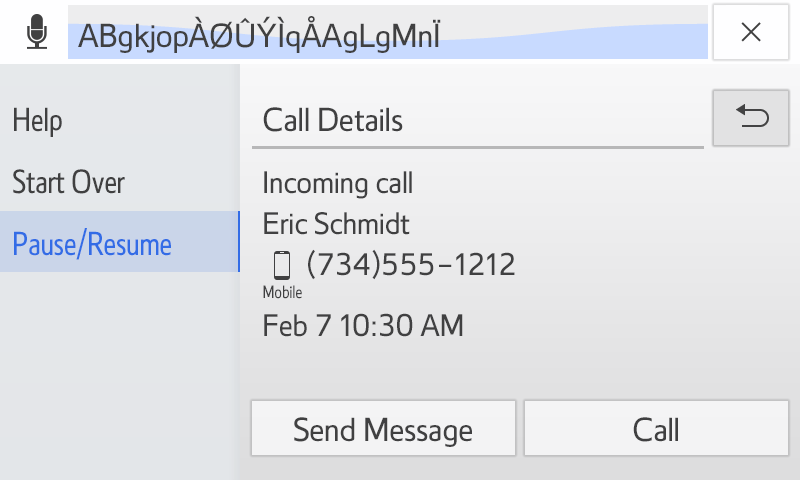 ABgkjopÀØÛÝÌqÅAgLgMnÏ
Help
Start Over
Pause/Resume
Call Details
Incoming call
Eric Schmidt
(734)555-1212
Mobile
Feb 7 10:30 AM
Send Message
Call